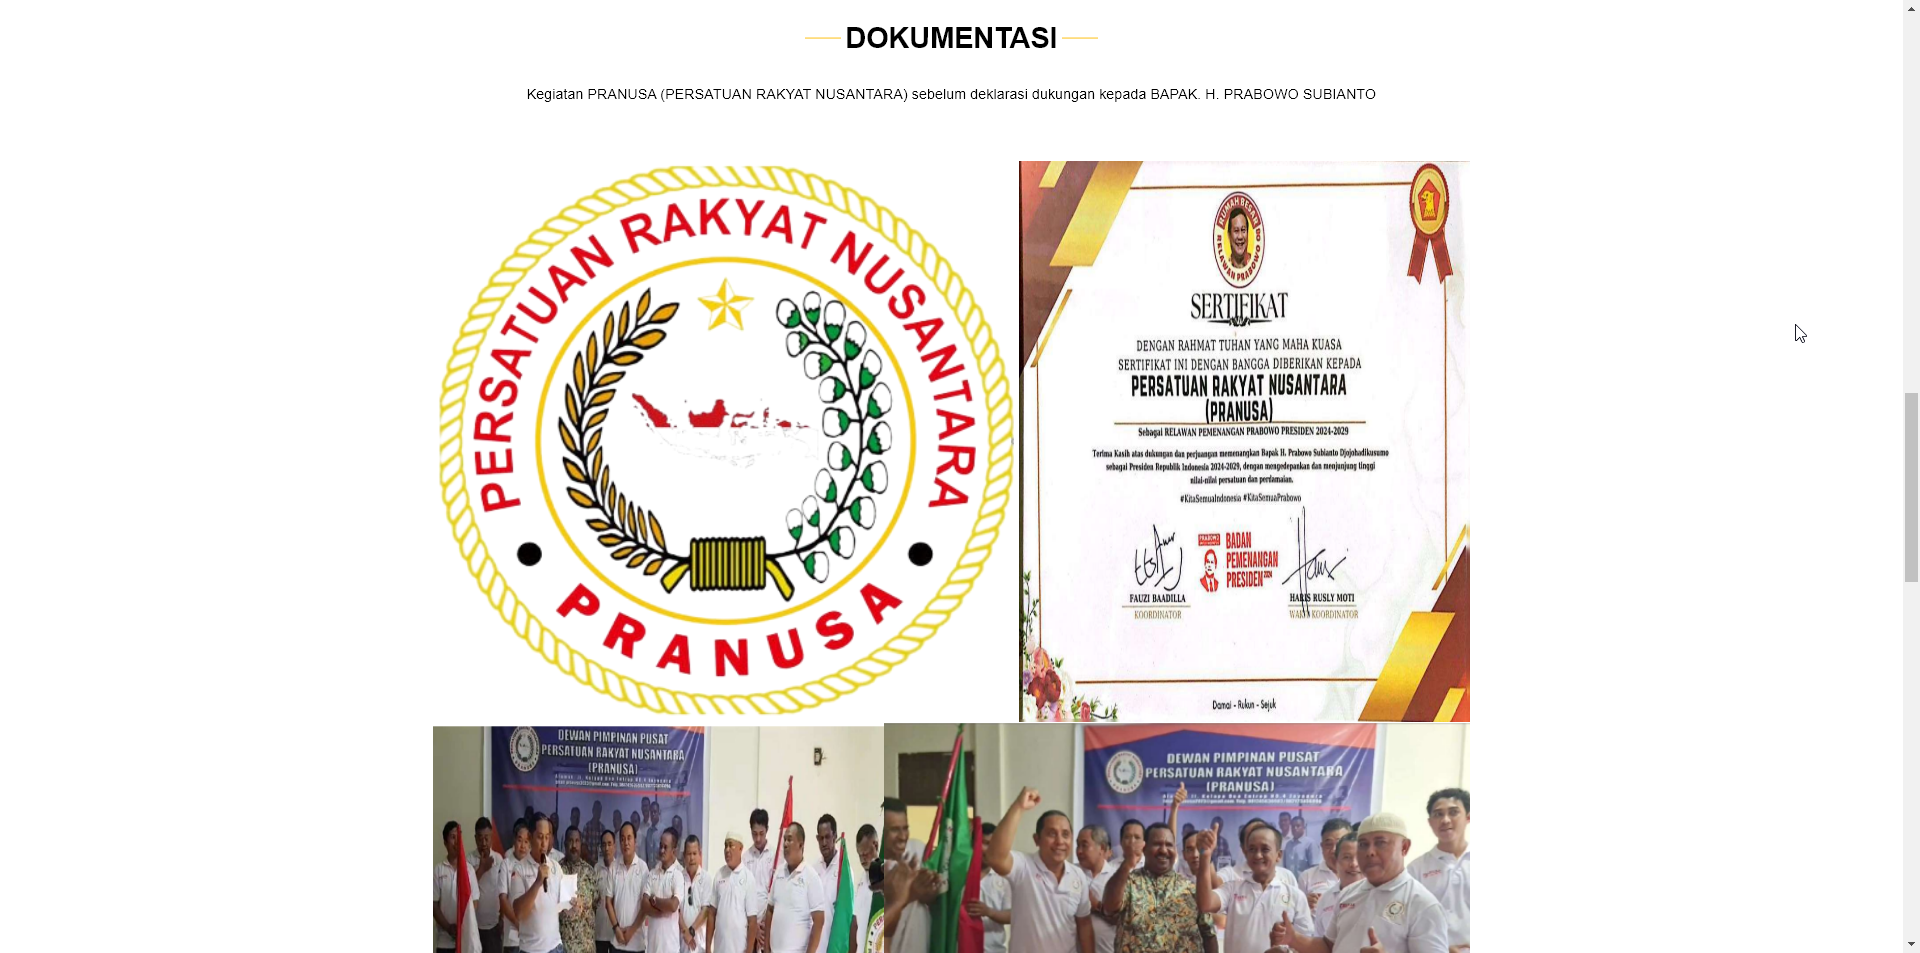 DOKUMENTASI
Kegiatan PRANUSA (PERSATUAN RAKYAT NUSANTARA) sebelum deklarasi dukungan kepada BAPAK. H. PRABOWO SUBIANTO
PERSATUAN RAKYAT NUSANTARA
PRANUSA
RUMAH BESAR
RELAWAN PRABOWO 08
SERTIFIKAT
DENGAN RAHMAT TUHAN YANG MAHA KUASA
SERTIFIKAT INI DENGAN BANGGA DIBERIKAN KEPADA
PERSATUAN RAKYAT NUSANTARA
(PRANUSA)
Sebagai RELAWAN PEMENANGAN PRABOWO PRESIDEN 2024-2029
Terima Kasih atas dukungan dan perjuangan memenangkan Bapak H. Prabowo Subianto Djojohadikusumo
sebagai Presiden Republik Indonesia 2024-2029, dengan mengedepankan dan menjunjung tinggi
nilai-nilai persatuan dan perdamaian.
#KitaSemuaIndonesia #KitaSemuaPrabowo
PRABOWO
BADAN
PEMENANGAN
PRESIDEN 2024
FAUZI BAADILLA
KOORDINATOR
HARIS RUSLY MOTI
WAKIL KOORDINATOR
Damai - Rukun - Sejuk
DEWAN PIMPINAN PUSAT
PERSATUAN RAKYAT NUSANTARA
(PRANUSA)
DEWAN PIMPINAN PUSAT
PERSATUAN RAKYAT NUSANTARA
(PRANUSA)